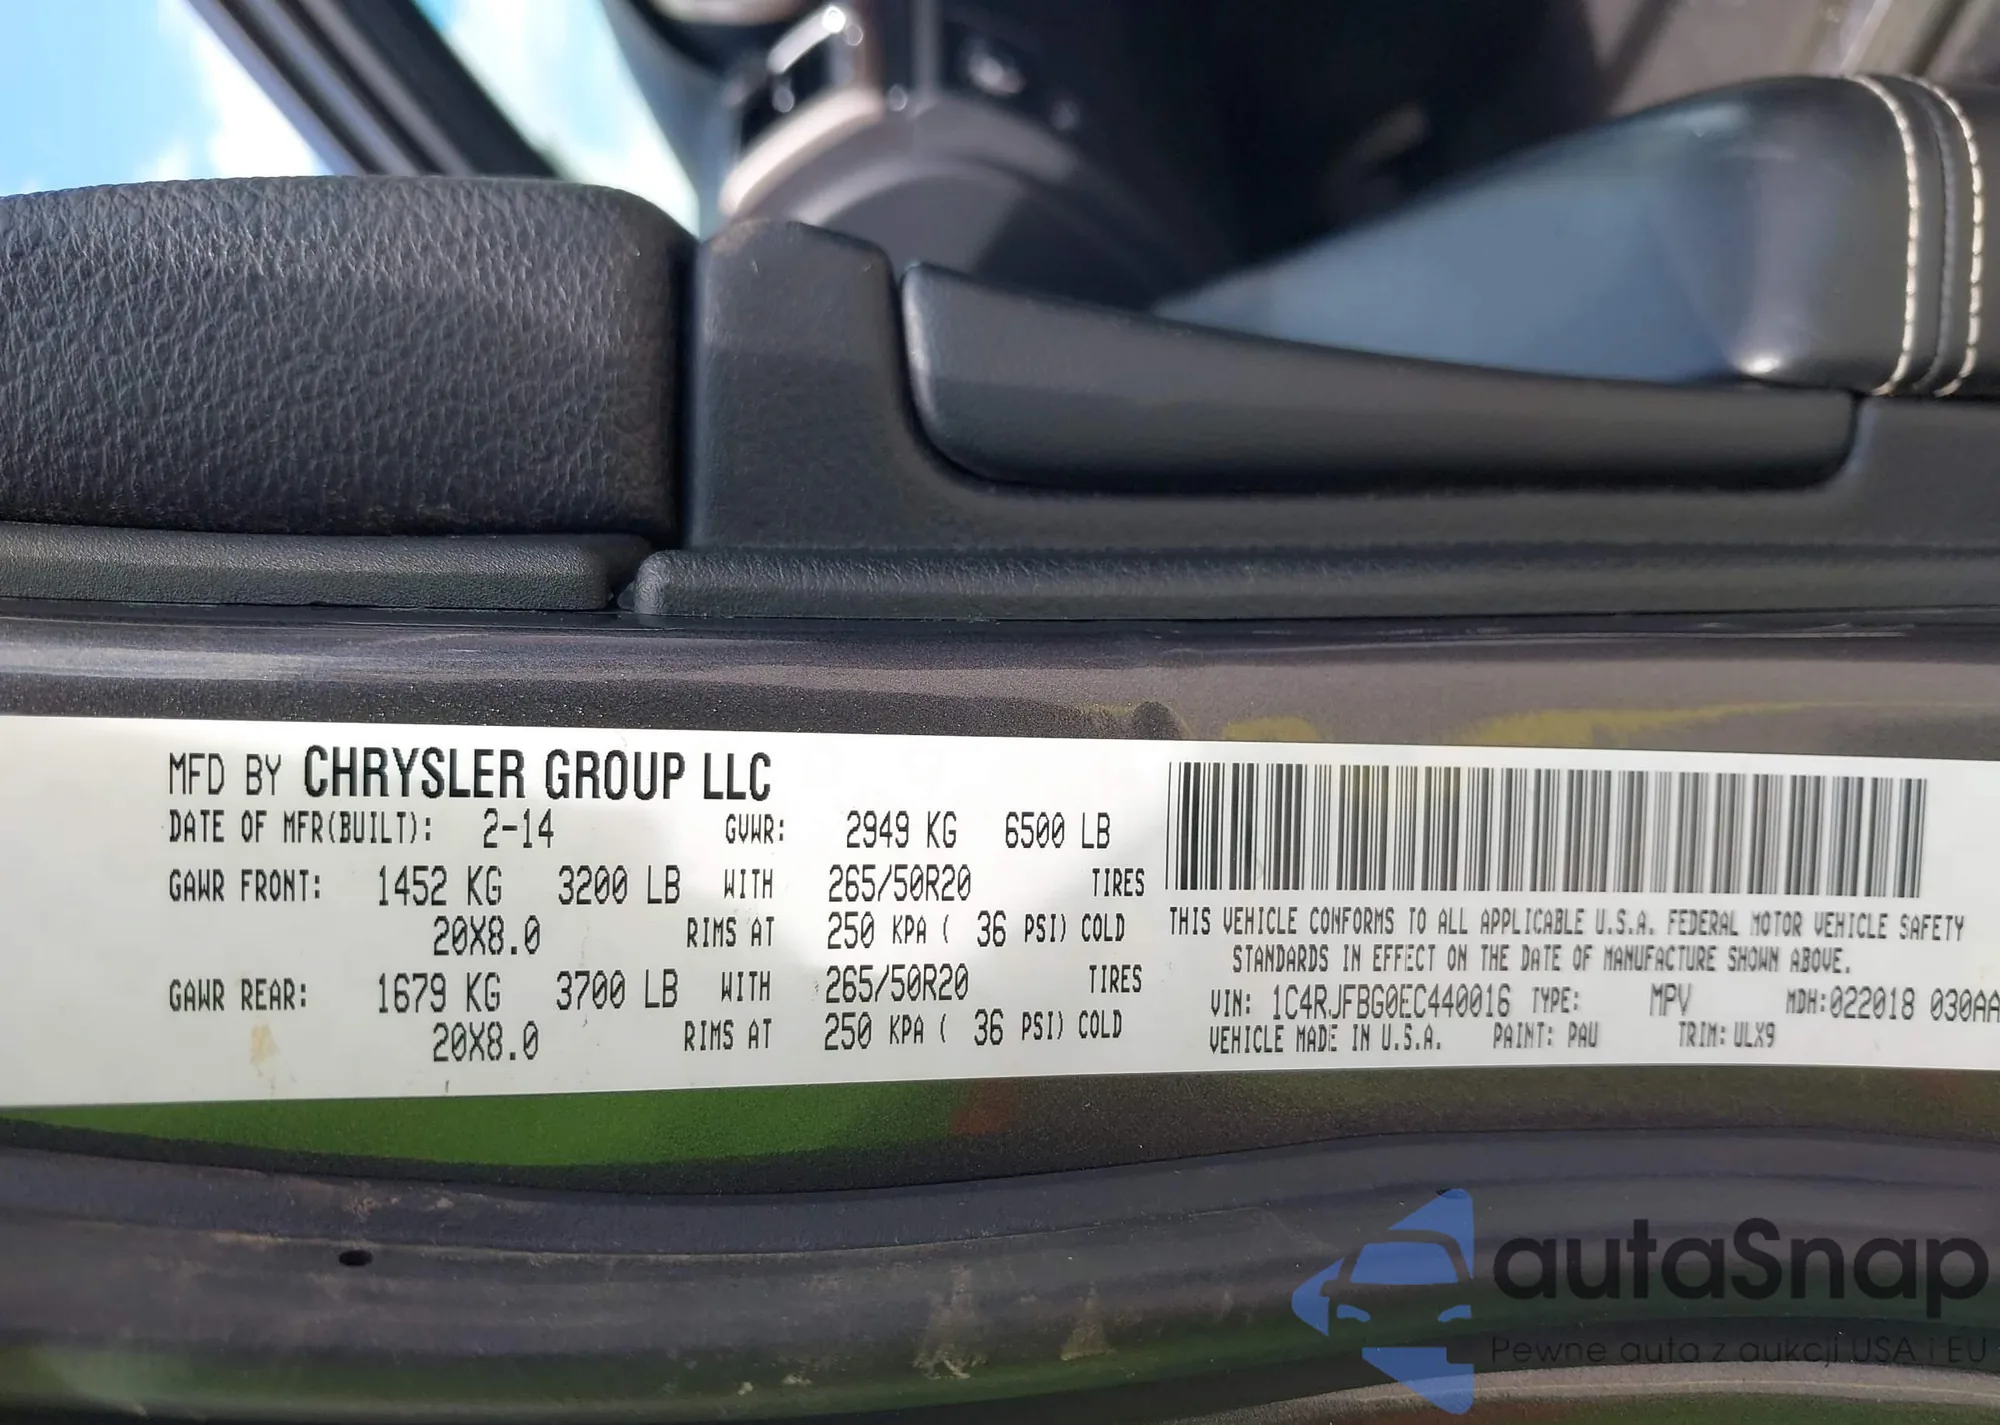 MFD BY CHRYSLER GROUP LLC
DATE OF MFR(BUILT): 2-14 GVWR: 2949 KG 6500 LB
GAWR FRONT: 1452 KG 3200 LB WITH 265/50R20 TIRES
20X8.0 RIMS AT 250 KPA ( 36 PSI) COLD
GAWR REAR: 1679 KG 3700 LB WITH 265/50R20 TIRES
20X8.0 RIMS AT 250 KPA ( 36 PSI) COLD
THIS VEHICLE CONFORMS TO ALL APPLICABLE U.S.A. FEDERAL MOTOR VEHICLE SAFETY
STANDARDS IN EFFECT ON THE DATE OF MANUFACTURE SHOWN ABOVE.
VIN: 1C4RJFBG0EC440016 TYPE: MPV MDH:022018 030AA
VEHICLE MADE IN U.S.A. PAINT: PAU TRIM: ULX9
autaSnap
Pewne auta z aukcji USA i EU